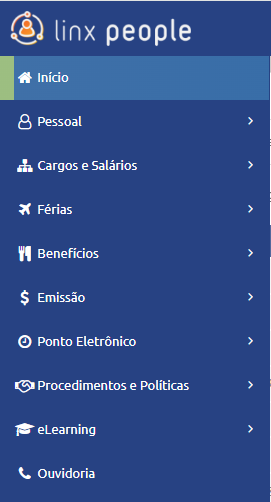 linx people
Início
Pessoal
Cargos e Salários
Férias
Benefícios
Emissão
Ponto Eletrônico
Procedimentos e Políticas
eLearning
Ouvidoria